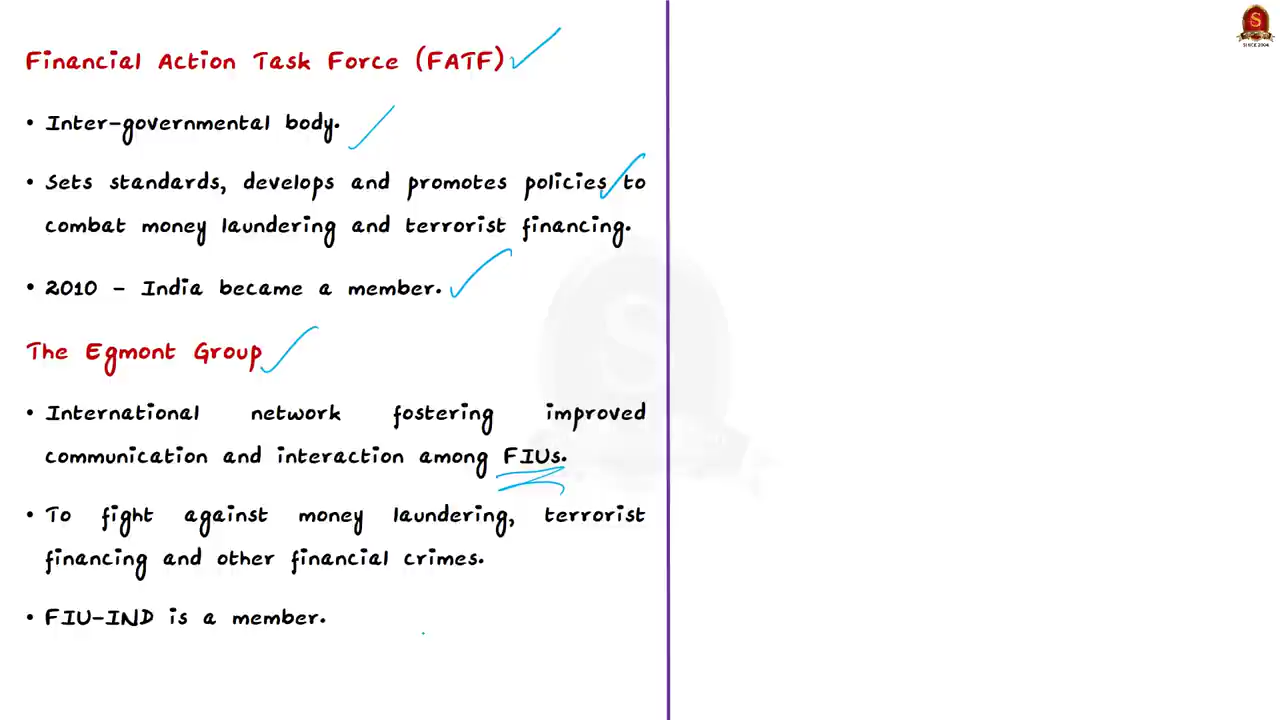 Financial Action Task Force (FATF)
• Inter-governmental body.
• Sets standards, develops and promotes policies to
combat money laundering and terrorist financing.
• 2010 - India became a member.
The Egmont Group
• International network fostering improved
communication and interaction among FIUs.
• To fight against money laundering, terrorist
financing and other financial crimes.
• FIU-IND is a member.
S
SINCE 2004